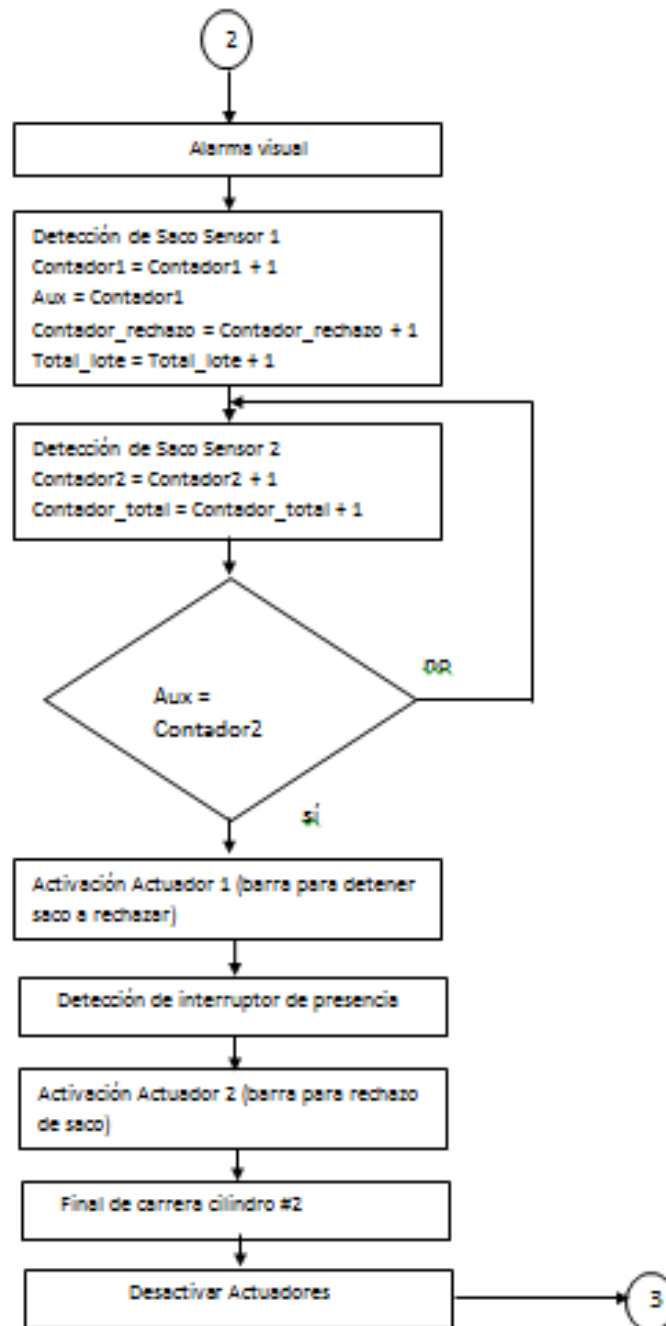 2
Alarma visual
Detección de Saco Sensor 1
Contador1 = Contador1 + 1
Aux = Contador1
Contador_rechazo = Contador_rechazo + 1
Total_lote = Total_lote + 1
Detección de Saco Sensor 2
Contador2 = Contador2 + 1
Contador_total = Contador_total + 1
no
Aux =
Contador2
sí
Activación Actuador 1 (barra para detener
saco a rechazar)
Detección de interruptor de presencia
Activación Actuador 2 (barra para rechazo
de saco)
Final de carrera cilindro #2
Desactivar Actuadores
3